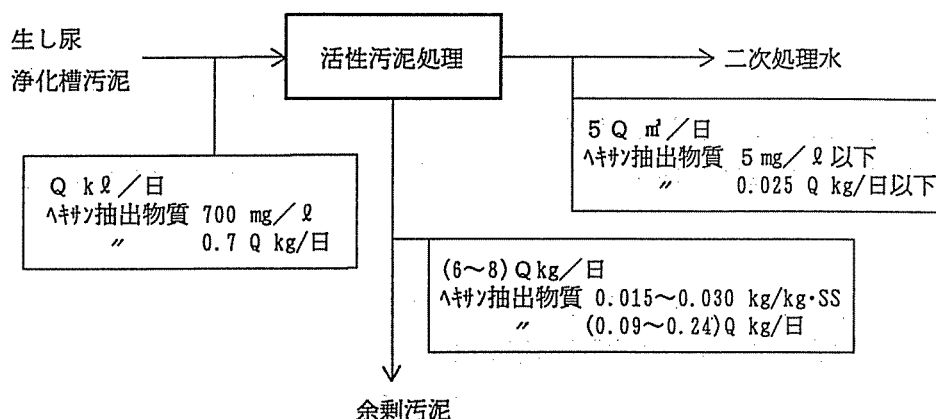 生し尿
浄化槽汚泥
活性汚泥処理
二次処理水
Q kℓ／日
ヘキサン抽出物質 700 mg／ℓ
〃 0.7 Q kg/日
5 Q ㎥／日
ヘキサン抽出物質 5 mg／ℓ以下
〃 0.025 Q kg/日以下
(6～8)Q kg／日
ヘキサン抽出物質 0.015～0.030 kg/kg・SS
〃 (0.09～0.24)Q kg/日
余剰汚泥